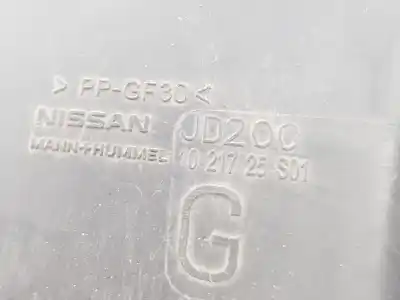 > PP-GF30 <
NISSAN JD200
MANN+HUMMEL 10 217 25 S01
G